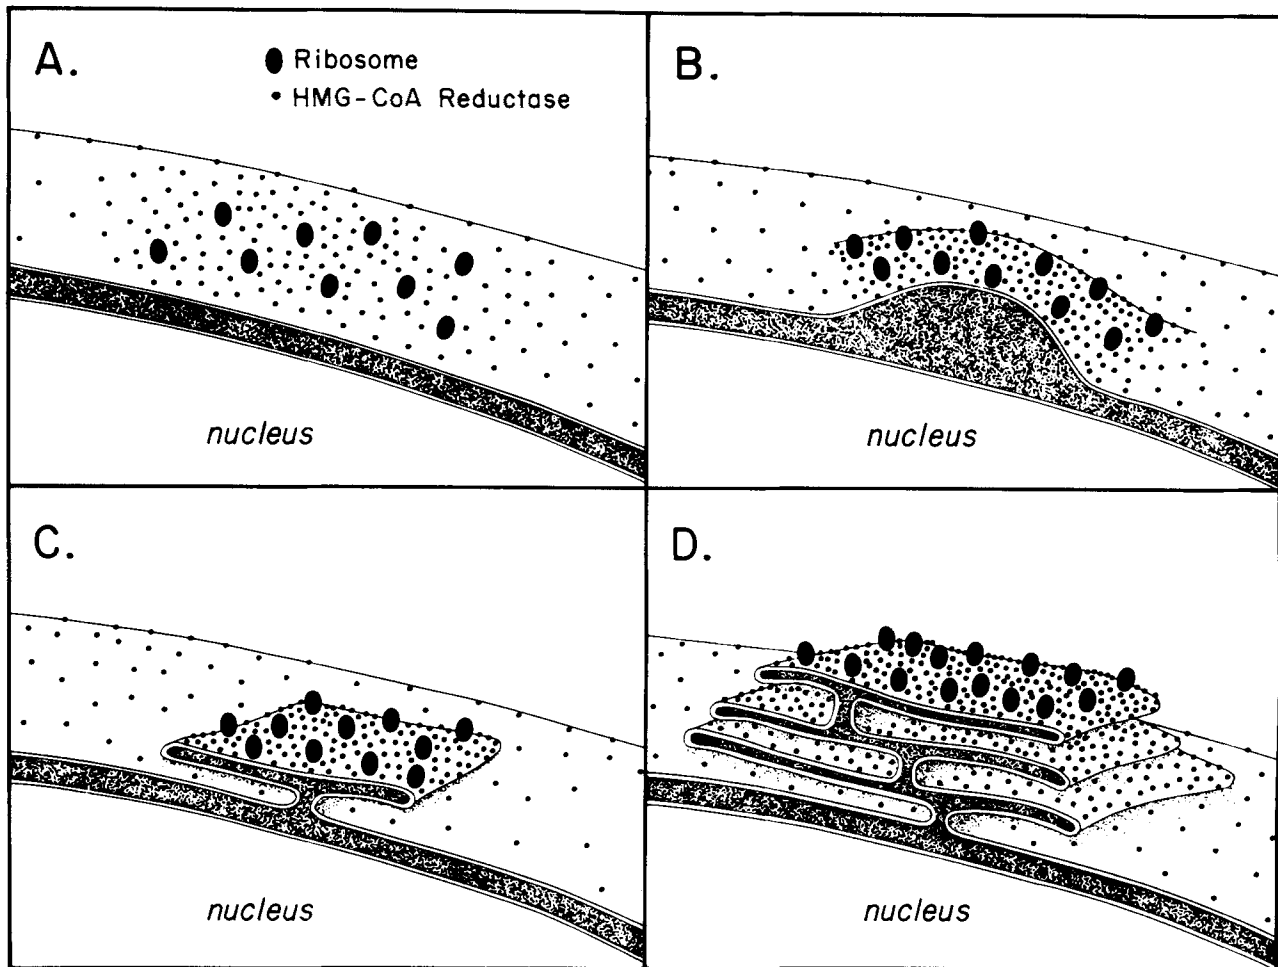 A.
Ribosome
HMG-CoA Reductase
nucleus
B.
nucleus
C.
nucleus
D.
nucleus